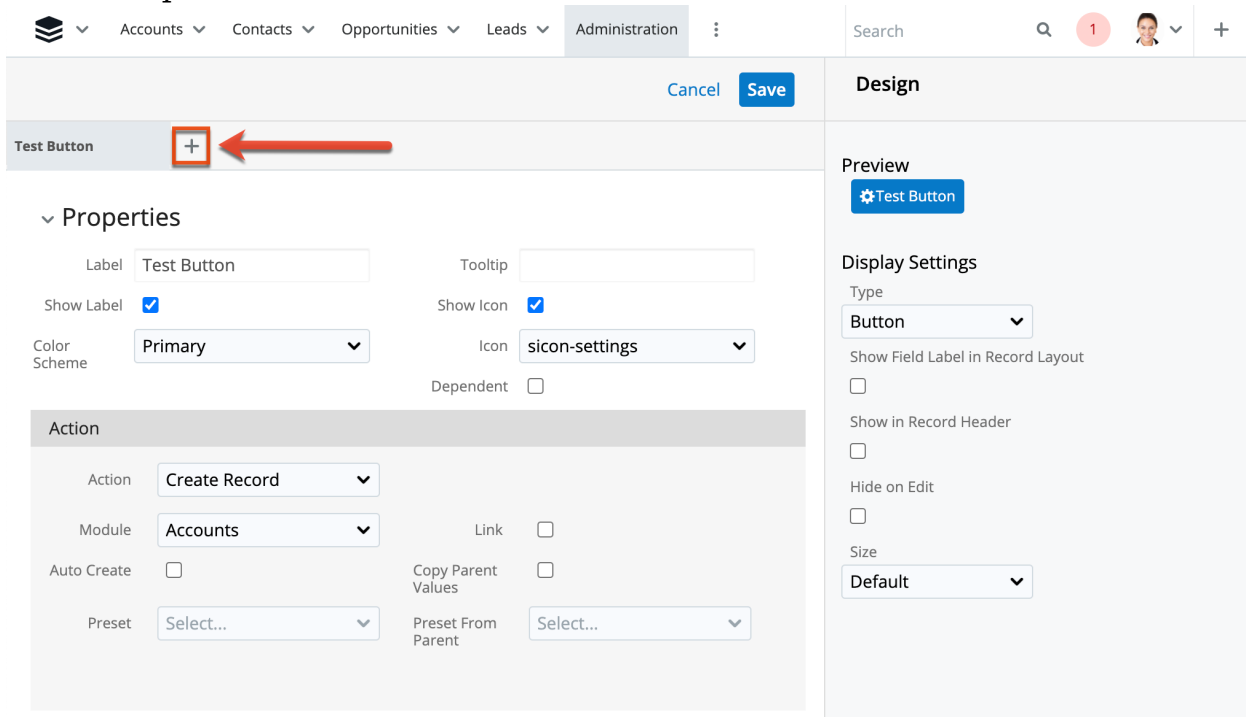 Accounts Contacts Opportunities Leads Administration Search 1
Cancel Save Design
Test Button
Preview
Test Button
Properties
Label Test Button Tooltip
Show Label Show Icon
Color Scheme Primary Icon sicon-settings
Dependent
Display Settings
Type
Button
Show Field Label in Record Layout
Show in Record Header
Hide on Edit
Size
Default
Action
Action Create Record
Module Accounts Link
Auto Create Copy Parent Values
Preset Select... Preset From Parent Select...